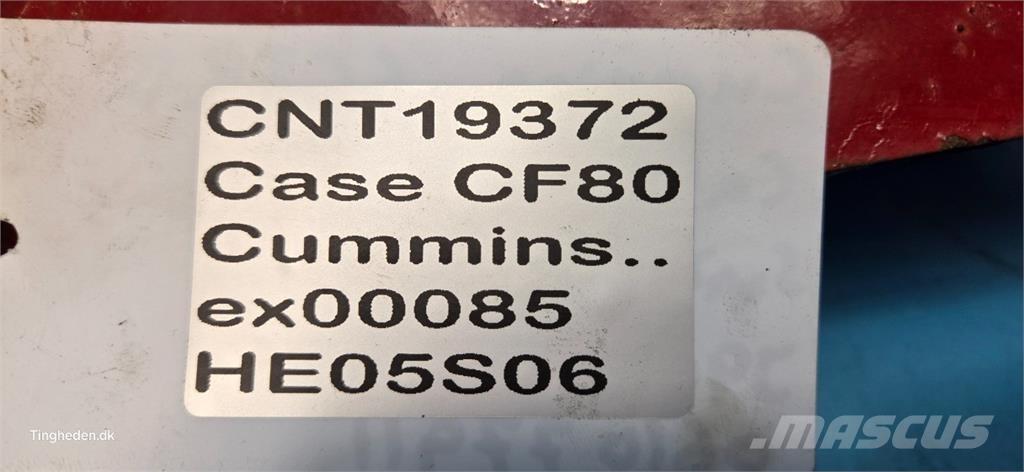 CNT19372
Case CF80
Cummins..
ex00085
HE05S06
Tingheden.dk
MASCUS